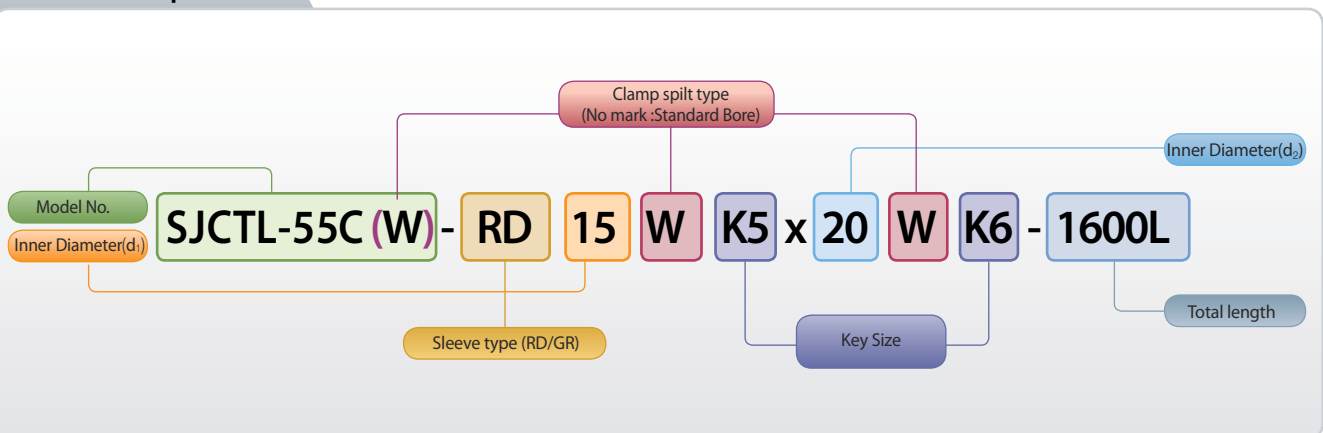 Clamp spilt type
(No mark :Standard Bore)
Inner Diameter(d₂)
Model No.
Inner Diameter(d₁)
SJCTL-55C (W) - RD 15 W K5 x 20 W K6 - 1600L
Total length
Sleeve type (RD/GR)
Key Size